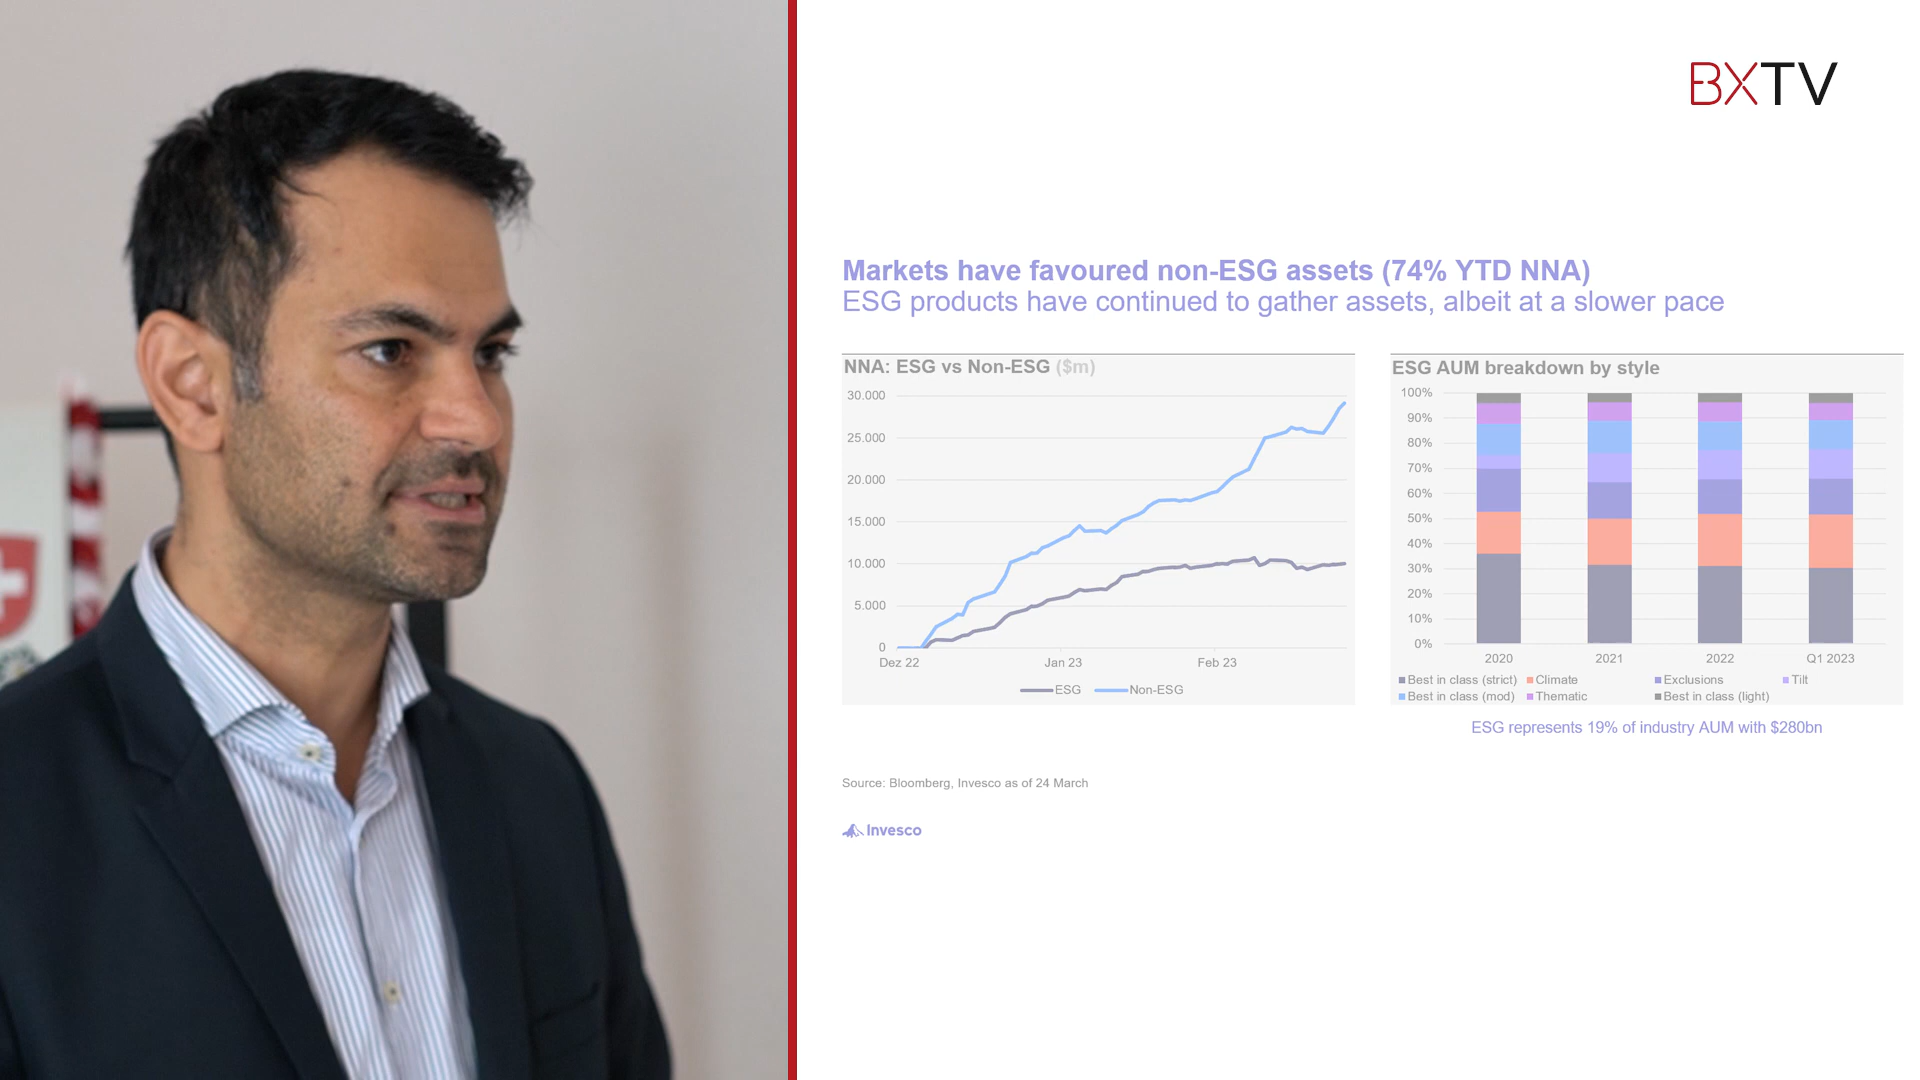 BXTV
Markets have favoured non-ESG assets (74% YTD NNA)
ESG products have continued to gather assets, albeit at a slower pace
NNA: ESG vs Non-ESG ($m)
30.000
25.000
20.000
15.000
10.000
5.000
0
Dez 22 Jan 23 Feb 23
ESG Non-ESG
ESG AUM breakdown by style
100%
90%
80%
70%
60%
50%
40%
30%
20%
10%
0%
2020 2021 2022 Q1 2023
Best in class (strict) Climate Exclusions Tilt
Best in class (mod) Thematic Best in class (light)
ESG represents 19% of industry AUM with $280bn
Source: Bloomberg, Invesco as of 24 March
Invesco